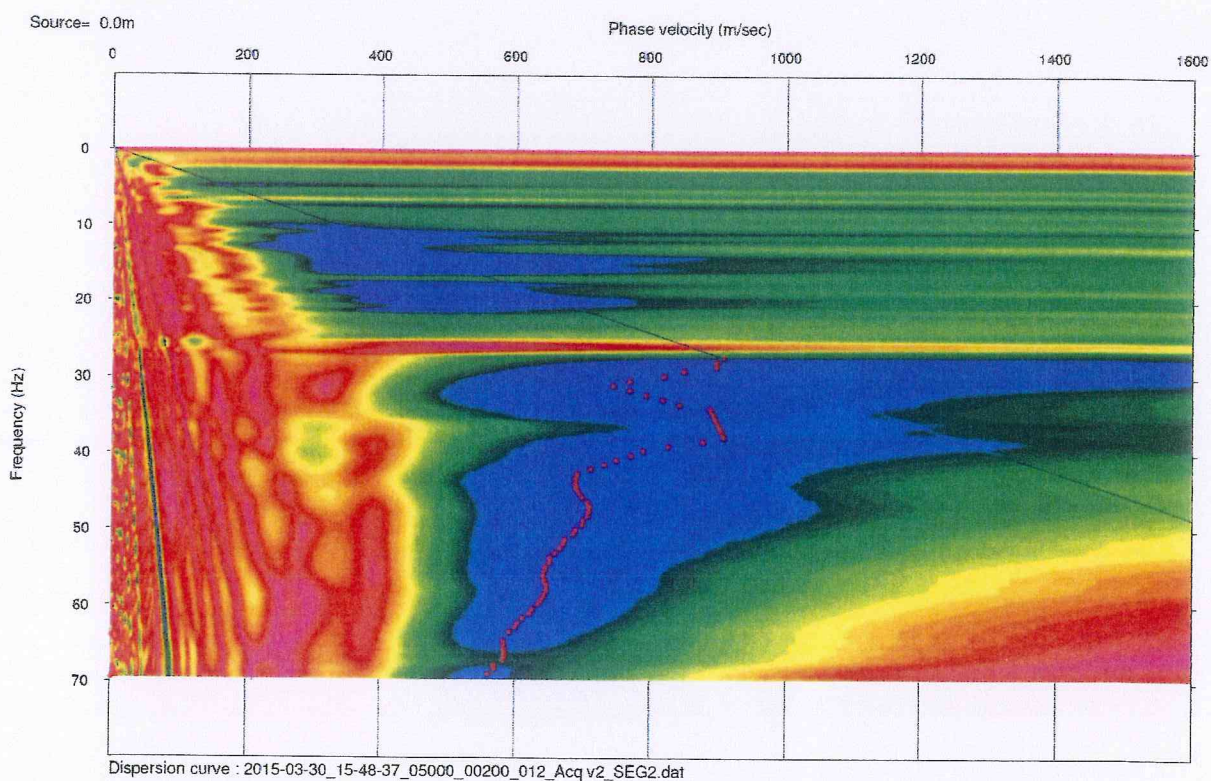 Source= 0.0m
Phase velocity (m/sec)
0 200 400 600 800 1000 1200 1400 1600
0
10
20
30
40
50
60
70
Frequency (Hz)
Dispersion curve : 2015-03-30_15-48-37_05000_00200_012_Acq v2_SEG2.dat